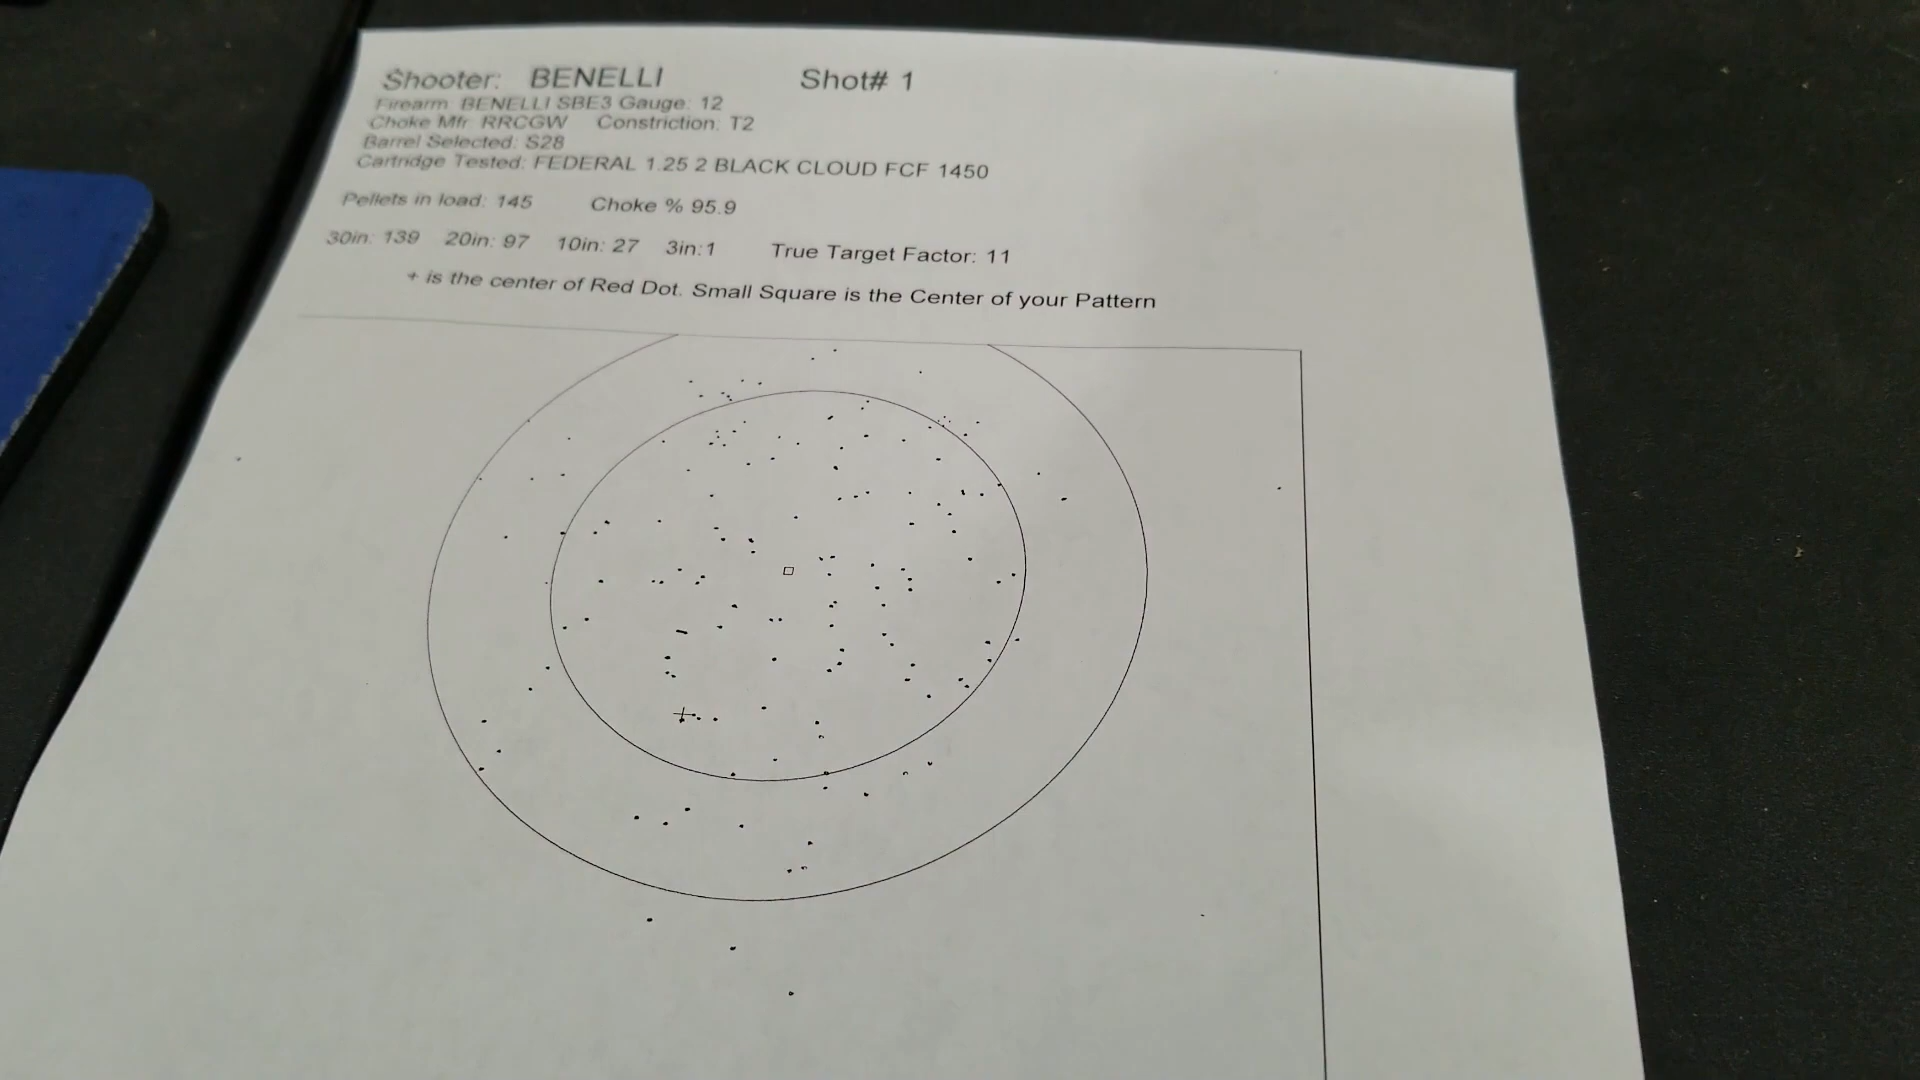 Shooter: BENELLI Shot# 1
Firearm: BENELLI SBE3 Gauge: 12
Choke Mfr: RRCGW Constriction: T2
Barrel Selected: S28
Cartridge Tested: FEDERAL 1.25 2 BLACK CLOUD FCF 1450
Pellets in load: 145 Choke % 95.9
30in: 139 20in: 97 10in: 27 3in:1 True Target Factor: 11
+ is the center of Red Dot. Small Square is the Center of your Pattern